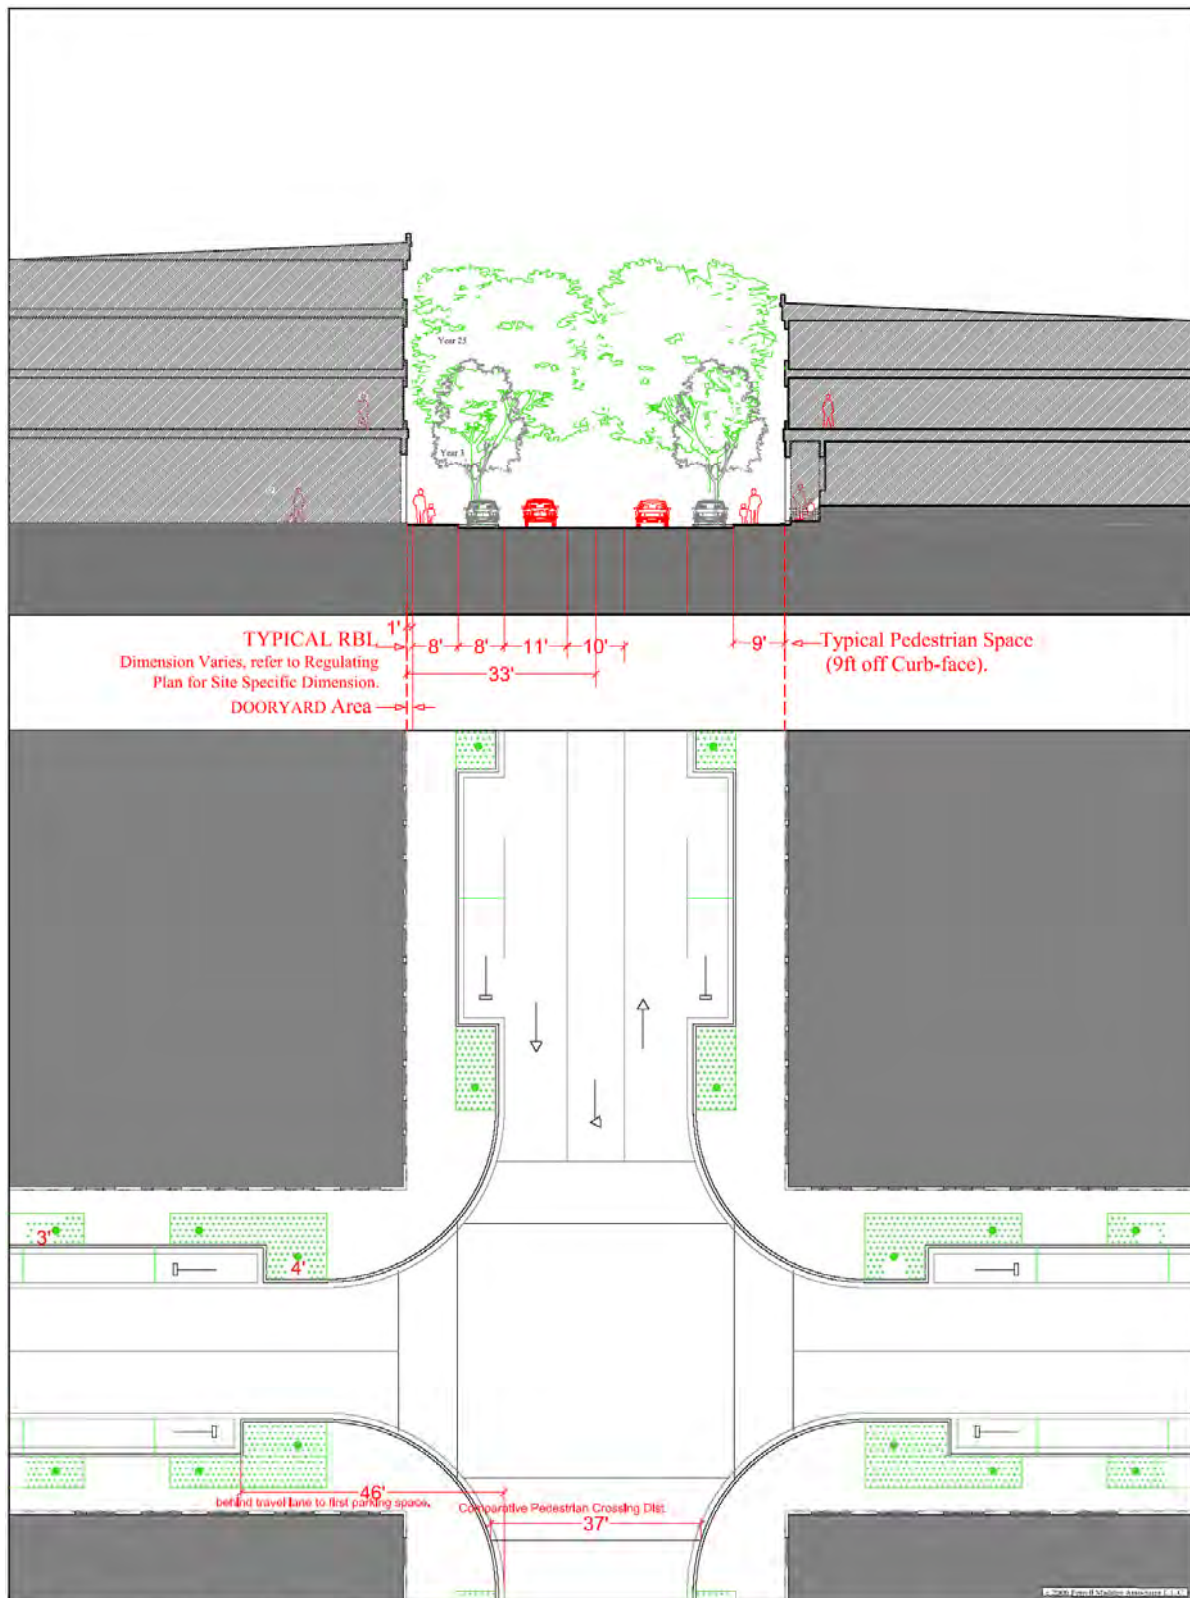 Year 23
Year 3
1'
TYPICAL RBL
8' 8' 11' 10'
9'
Typical Pedestrian Space
Dimension Varies, refer to Regulating
(9ft off Curb-face).
33'
Plan for Site Specific Dimension.
DOORYARD Area
3'
4'
46'
behind travel lane to first parking space.
Comparative Pedestrian Crossing Dist.
37'